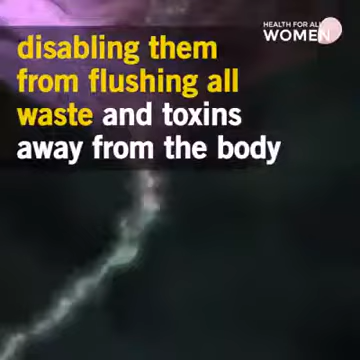 HEALTH FOR ALL
WOMEN
disabling them
from flushing all
waste and toxins
away from the body